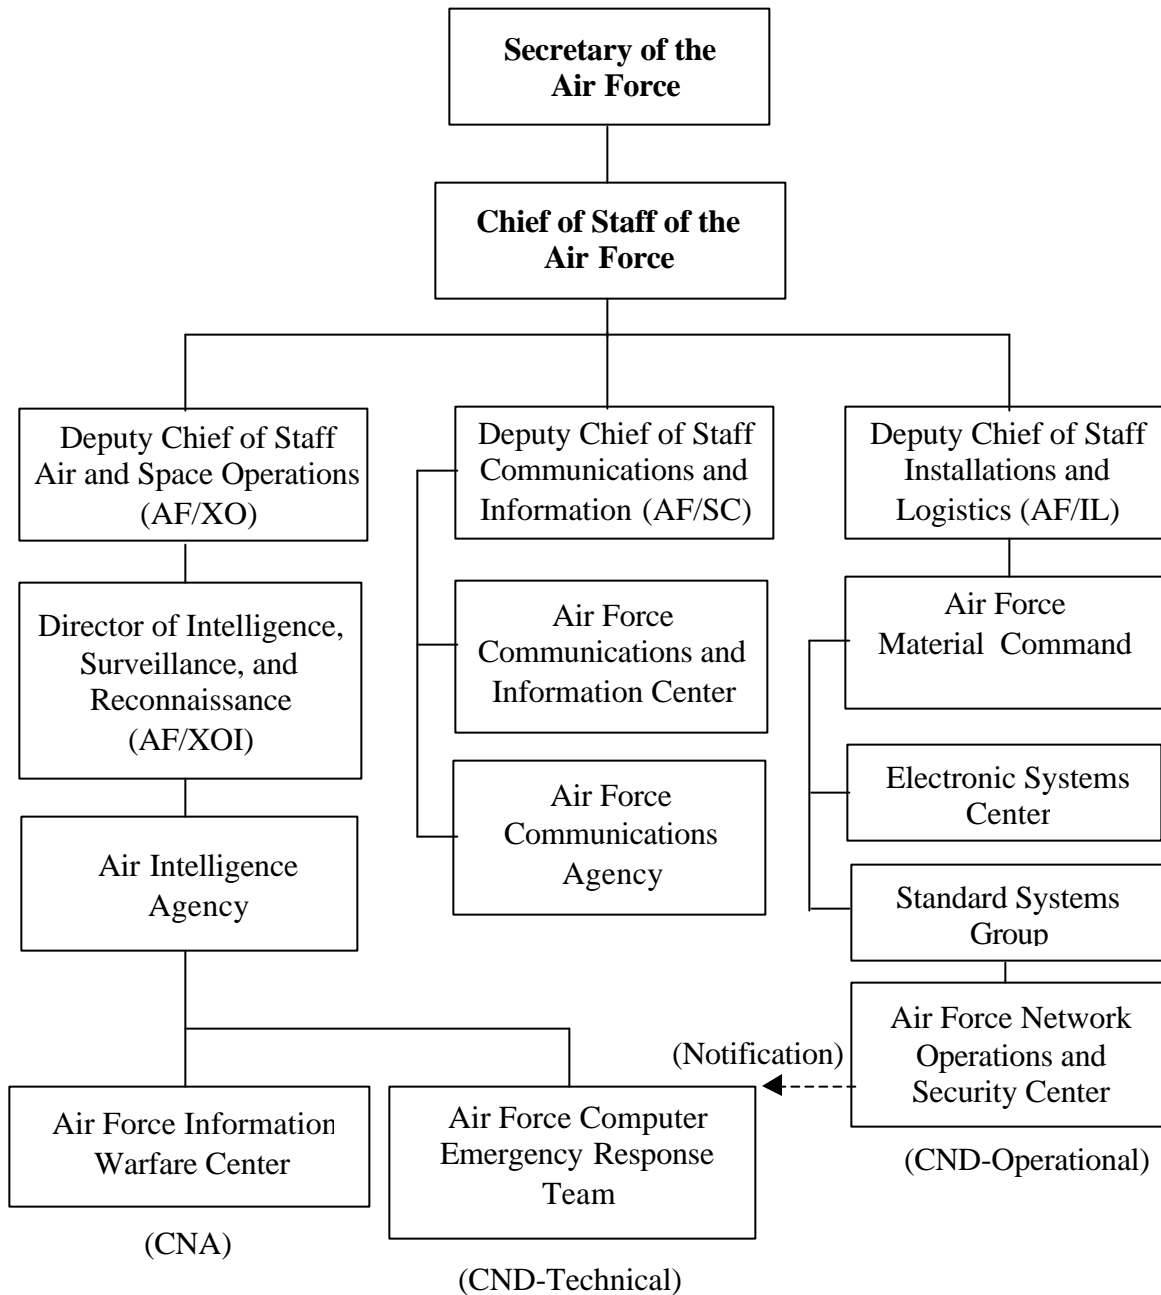 Secretary of the
Air Force
Chief of Staff of the
Air Force
Deputy Chief of Staff
Air and Space Operations
(AF/XO)
Deputy Chief of Staff
Communications and
Information (AF/SC)
Deputy Chief of Staff
Installations and
Logistics (AF/IL)
Director of Intelligence,
Surveillance, and
Reconnaissance
(AF/XOI)
Air Force
Communications and
Information Center
Air Force
Material Command
Electronic Systems
Center
Air Intelligence
Agency
Air Force
Communications
Agency
Standard Systems
Group
Air Force Network
Operations and
Security Center
(Notification)
(CND-Operational)
Air Force Information
Warfare Center
(CNA)
Air Force Computer
Emergency Response
Team
(CND-Technical)